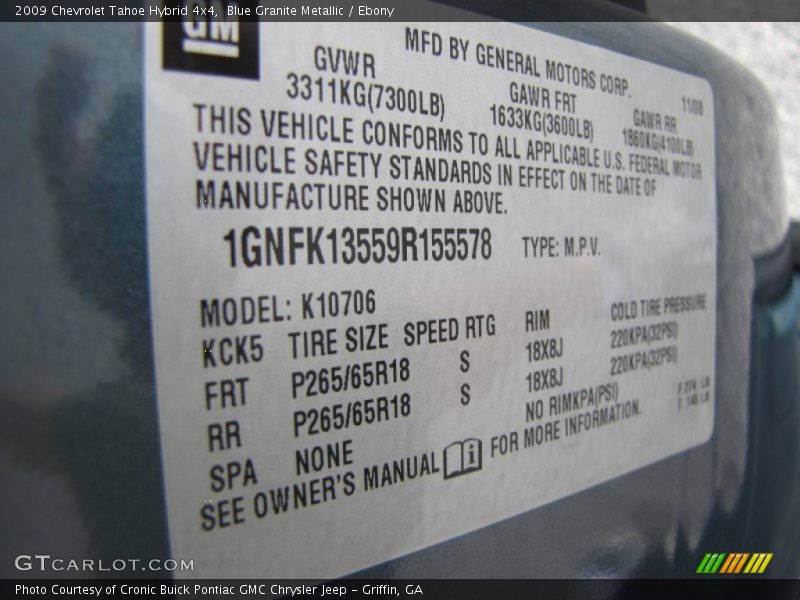 2009 Chevrolet Tahoe Hybrid 4x4,  Blue Granite Metallic / Ebony
GM
MFD BY GENERAL MOTORS CORP.
11/08
GVWR
3311KG(7300LB)
GAWR FRT
1633KG(3600LB)
GAWR RR
1860KG(4100LB)
THIS VEHICLE CONFORMS TO ALL APPLICABLE U.S. FEDERAL MOTOR
VEHICLE SAFETY STANDARDS IN EFFECT ON THE DATE OF
MANUFACTURE SHOWN ABOVE.
1GNFK13559R155578 TYPE: M.P.V.
MODEL: K10706
KCK5 TIRE SIZE SPEED RTG RIM COLD TIRE PRESSURE
FRT P265/65R18 S 18X8J 220KPA(32PSI)
RR P265/65R18 S 18X8J 220KPA(32PSI)
SPA NONE NO RIMKPA(PSI)
SEE OWNER'S MANUAL i FOR MORE INFORMATION.
GTCARLOT.COM
Photo Courtesy of Cronic Buick Pontiac GMC Chrysler Jeep – Griffin, GA